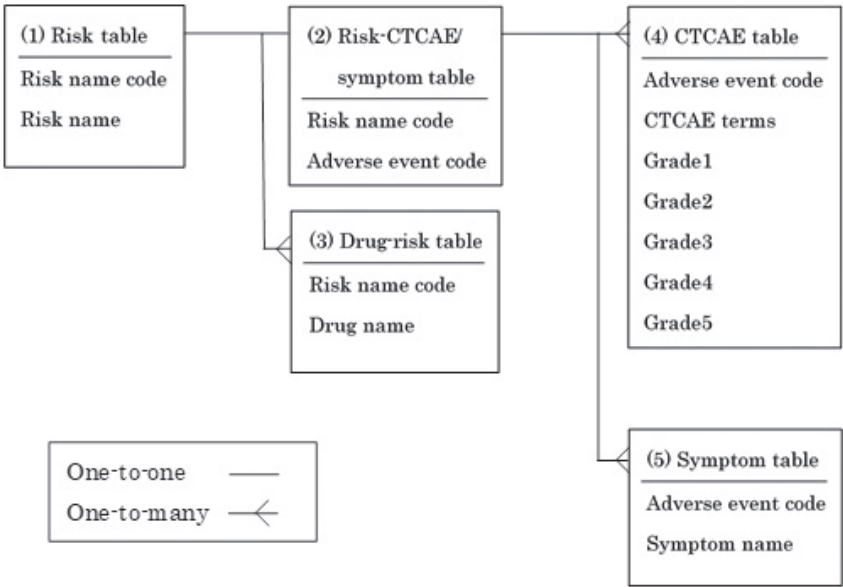 (1) Risk table
Risk name code
Risk name
(2) Risk-CTCAE/
symptom table
Risk name code
Adverse event code
(3) Drug-risk table
Risk name code
Drug name
(4) CTCAE table
Adverse event code
CTCAE terms
Grade1
Grade2
Grade3
Grade4
Grade5
(5) Symptom table
Adverse event code
Symptom name
One-to-one
One-to-many